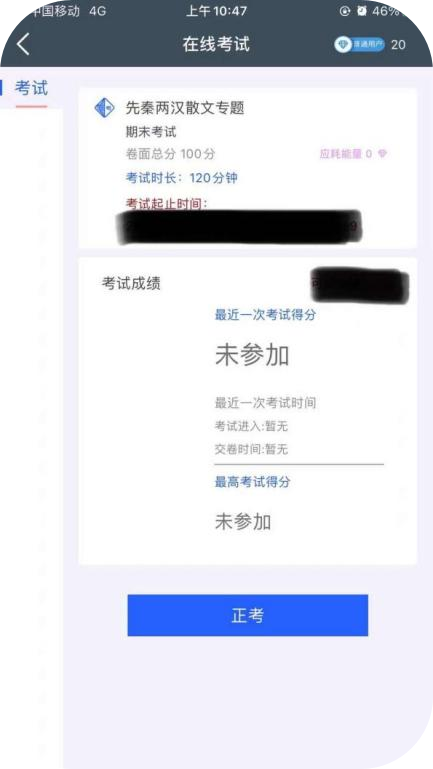 中国移动 4G 上午10:47 46%
在线考试 普通用户 20
考试
先秦两汉散文专题
期末考试
卷面总分 100分 应耗能量 0
考试时长：120分钟
考试起止时间：
考试成绩
最近一次考试得分
未参加
最近一次考试时间
考试进入:暂无
交卷时间:暂无
最高考试得分
未参加
正考